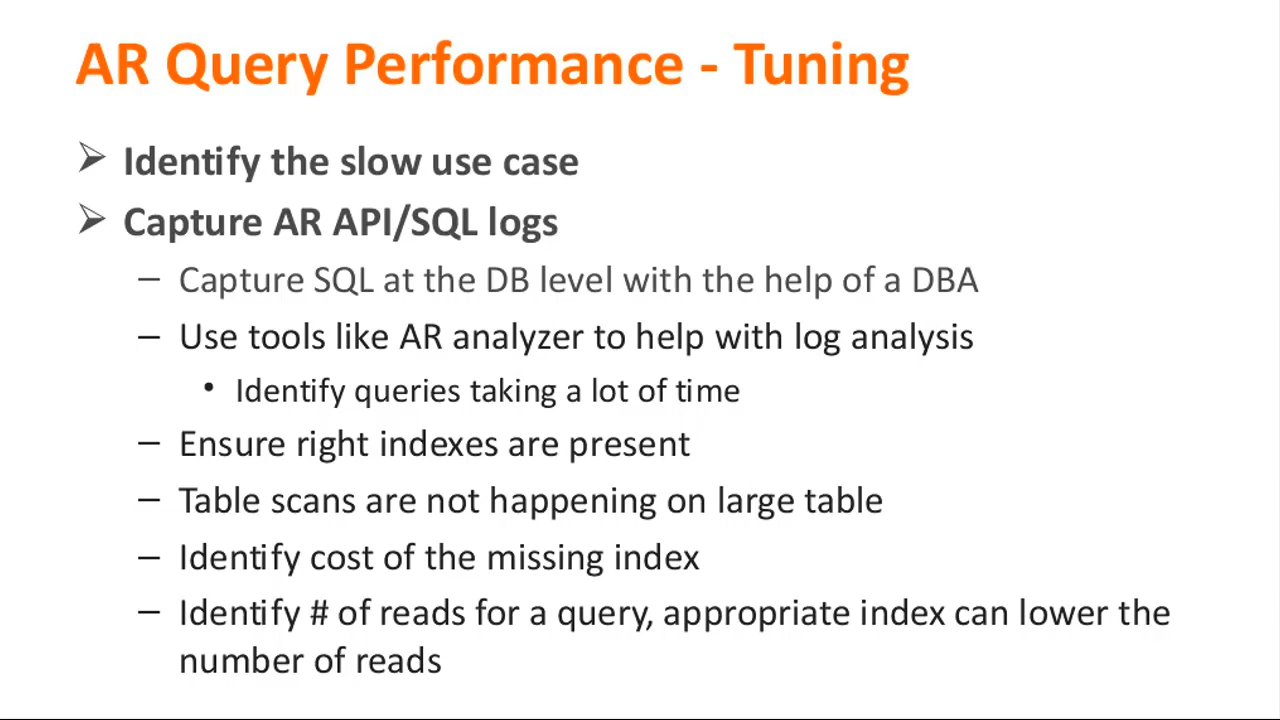 AR Query Performance - Tuning
➢ Identify the slow use case
➢ Capture AR API/SQL logs
– Capture SQL at the DB level with the help of a DBA
– Use tools like AR analyzer to help with log analysis
• Identify queries taking a lot of time
– Ensure right indexes are present
– Table scans are not happening on large table
– Identify cost of the missing index
– Identify # of reads for a query, appropriate index can lower the
number of reads